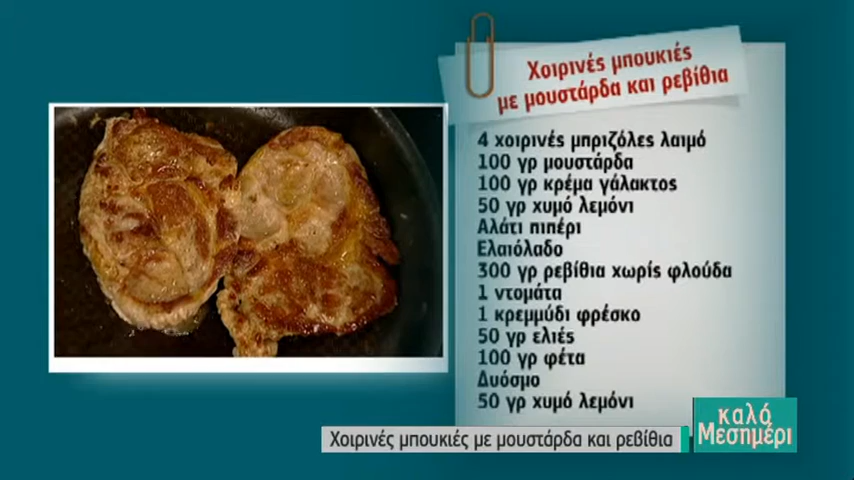 Χοιρινές μπουκιές
με μουστάρδα και ρεβίθια
4 χοιρινές μπριζόλες λαιμό
100 γρ μουστάρδα
100 γρ κρέμα γάλακτος
50 γρ χυμό λεμόνι
Αλάτι πιπέρι
Ελαιόλαδο
300 γρ ρεβίθια χωρίς φλούδα
1 ντομάτα
1 κρεμμύδι φρέσκο
50 γρ ελιές
100 γρ φέτα
Δυόσμο
50 γρ χυμό λεμόνι
Χοιρινές μπουκιές με μουστάρδα και ρεβίθια
καλό
Μεσημέρι